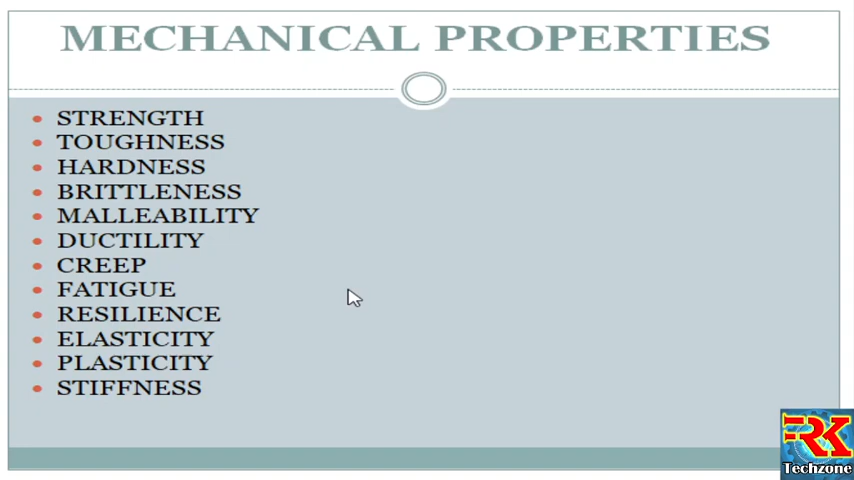 MECHANICAL PROPERTIES
STRENGTH
TOUGHNESS
HARDNESS
BRITTLENESS
MALLEABILITY
DUCTILITY
CREEP
FATIGUE
RESILIENCE
ELASTICITY
PLASTICITY
STIFFNESS
RK
Techzone